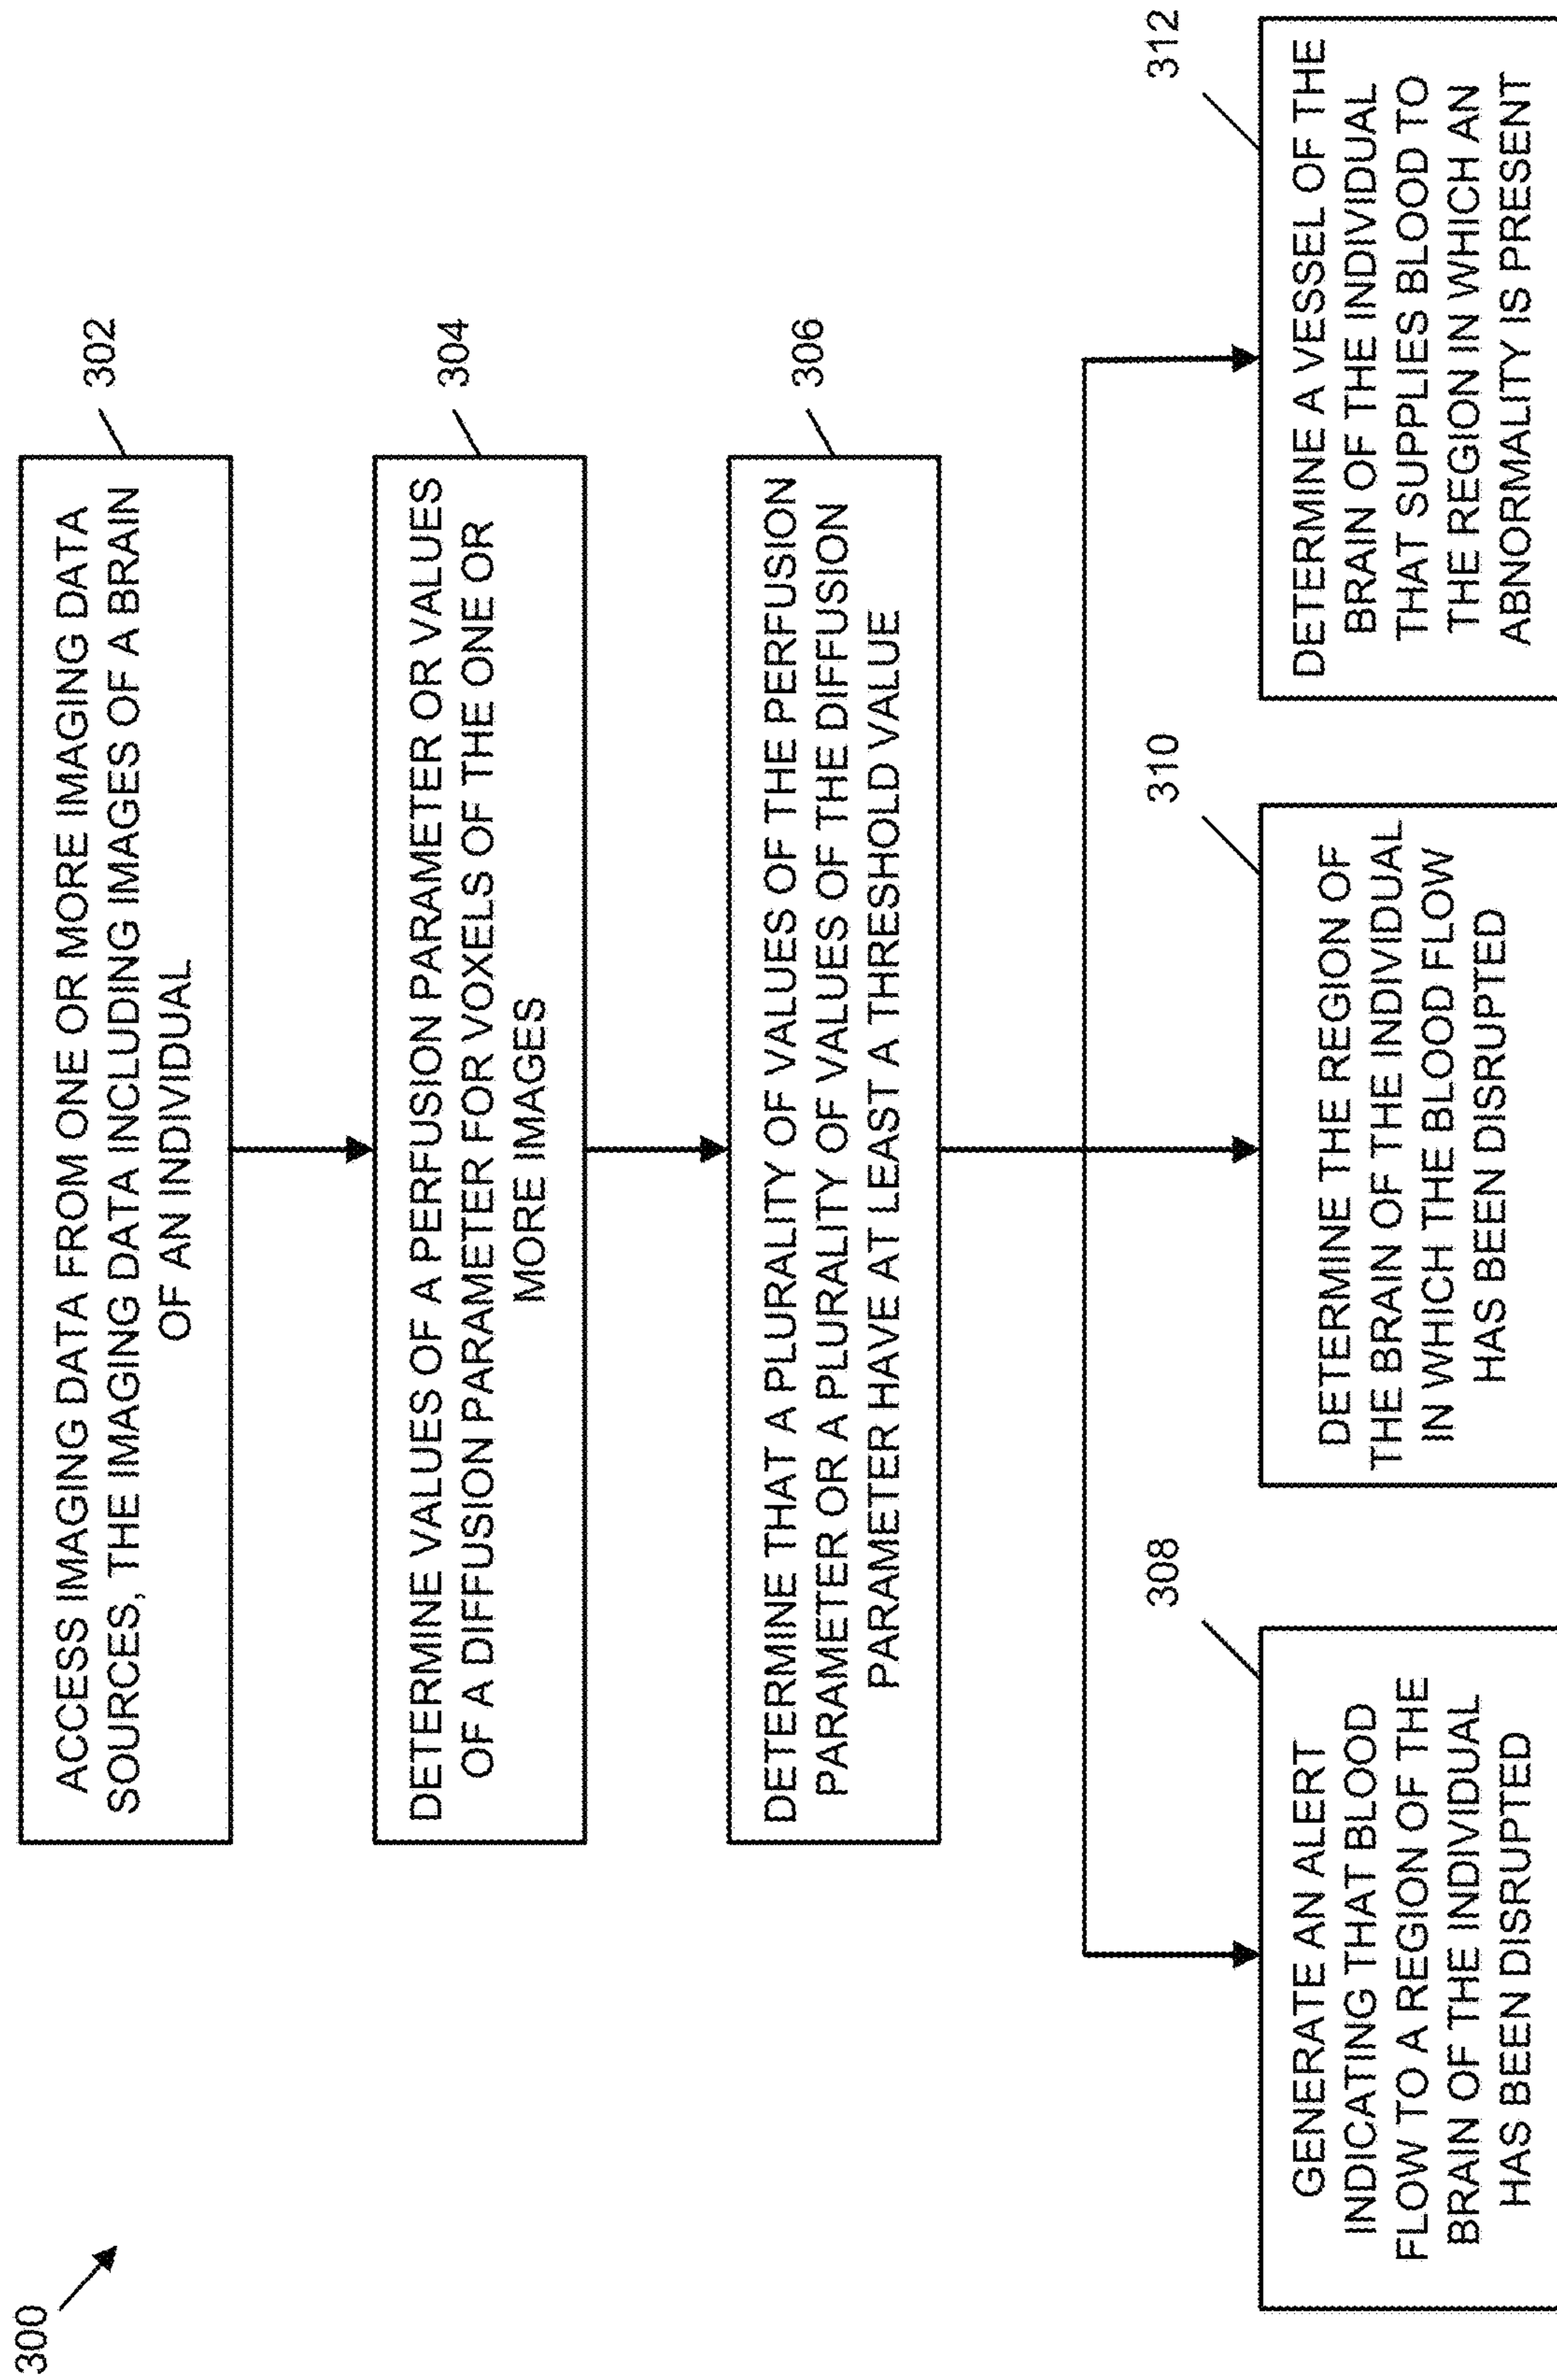 300
ACCESS IMAGING DATA FROM ONE OR MORE IMAGING DATA
SOURCES, THE IMAGING DATA INCLUDING IMAGES OF A BRAIN
OF AN INDIVIDUAL
302
DETERMINE VALUES OF A PERFUSION PARAMETER OR VALUES
OF A DIFFUSION PARAMETER FOR VOXELS OF THE ONE OR
MORE IMAGES
304
DETERMINE THAT A PLURALITY OF VALUES OF THE PERFUSION
PARAMETER OR A PLURALITY OF VALUES OF THE DIFFUSION
PARAMETER HAVE AT LEAST A THRESHOLD VALUE
306
308
GENERATE AN ALERT
INDICATING THAT BLOOD
FLOW TO A REGION OF THE
BRAIN OF THE INDIVIDUAL
HAS BEEN DISRUPTED
310
DETERMINE THE REGION OF
THE BRAIN OF THE INDIVIDUAL
IN WHICH THE BLOOD FLOW
HAS BEEN DISRUPTED
312
DETERMINE A VESSEL OF THE
BRAIN OF THE INDIVIDUAL
THAT SUPPLIES BLOOD TO
THE REGION IN WHICH AN
ABNORMALITY IS PRESENT